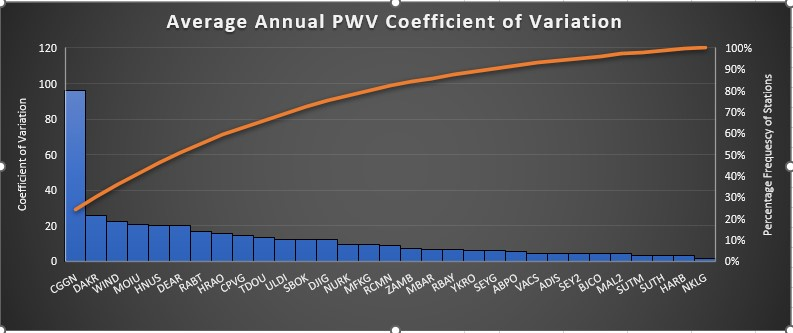 Average Annual PWV Coefficient of Variation
120
100
80
60
40
20
0
Coefficient of Variation
100%
90%
80%
70%
60%
50%
40%
30%
20%
10%
0%
Percentage Frequescy of Stations
CGGN
DAKR
WIND
MOIU
HNUS
DEAR
RABT
HRAO
CPVG
TDOU
ULDI
SBOK
DJIG
NURK
MFKG
RCMN
ZAMB
MBAR
RBAY
YKRO
SEYG
ABPO
VACS
ADIS
SEY2
BJCO
MAL2
SUTM
SUTH
HARB
NKLG